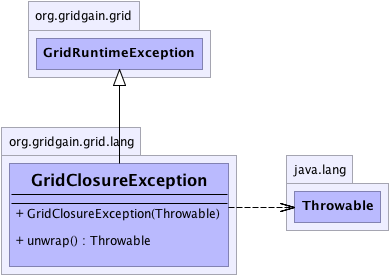 org.gridgain.grid
GridRuntimeException
org.gridgain.grid.lang
GridClosureException
+ GridClosureException(Throwable)
+ unwrap() : Throwable
java.lang
Throwable